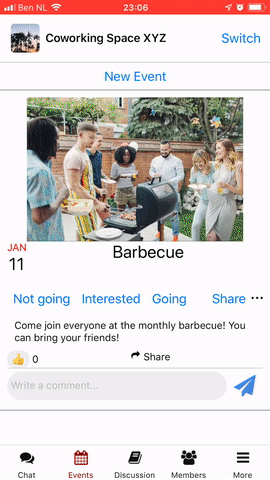 Ben NL 23:06
Coworking Space XYZ Switch
New Event
JAN
11
Barbecue
Not going Interested Going Share ...
Come join everyone at the monthly barbecue! You
can bring your friends!
👍 0 Share
Write a comment...
Chat Events Discussion Members More